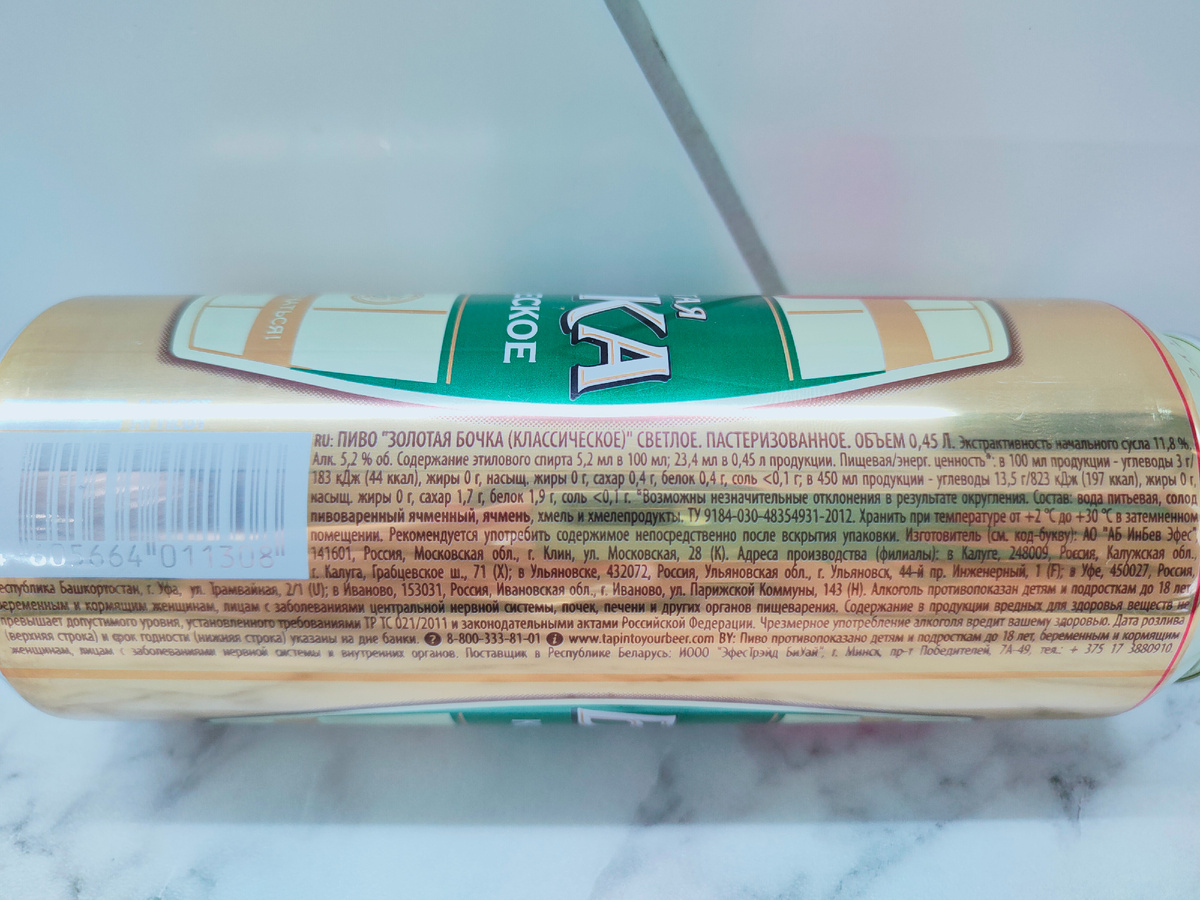 КА
ЕСКОЕ
RU: ПИВО "ЗОЛОТАЯ БОЧКА (КЛАССИЧЕСКОЕ)" СВЕТЛОЕ. ПАСТЕРИЗОВАННОЕ. ОБЪЕМ 0,45 Л. Экстрактивность начального сусла 11,8 %.
Алк. 5,2 % об. Содержание этилового спирта 5,2 мл в 100 мл; 23,4 мл в 0,45 л продукции. Пищевая/энерг. ценность*: в 100 мл продукции - углеводы 3 г/
183 кДж (44 ккал), жиры 0 г, насыщ. жиры 0 г, сахар 0,4 г, белок 0,4 г, соль <0,1 г; в 450 мл продукции - углеводы 13,5 г/823 кДж (197 ккал), жиры 0 г,
насыщ. жиры 0 г, сахар 1,7 г, белок 1,9 г, соль <0,1 г. *Возможны незначительные отклонения в результате округления. Состав: вода питьевая, солод
пивоваренный ячменный, ячмень, хмель и хмелепродукты. ТУ 9184-030-48354931-2012. Хранить при температуре от +2 °С до +30 °С в затемненном
помещении. Рекомендуется употребить содержимое непосредственно после вскрытия упаковки. Изготовитель (см. код-букву): АО "АБ ИнБев Эфес"
141601, Россия, Московская обл., г. Клин, ул. Московская, 28 (К). Адреса производства (филиалы): в Калуге, 248009, Россия, Калужская обл.,
г. Калуга, Грабцевское ш., 71 (Х); в Ульяновске, 432072, Россия, Ульяновская обл., г. Ульяновск, 44-й пр. Инженерный, 1 (F); в Уфе, 450027, Россия,
еспублика Башкортостан, г. Уфа, ул. Трамвайная, 2/1 (U); в Иваново, 153031, Россия, Ивановская обл., г. Иваново, ул. Парижской Коммуны, 143 (Н). Алкоголь противопоказан детям и подросткам до 18 лет,
беременным и кормящим женщинам, лицам с заболеваниями центральной нервной системы, почек, печени и других органов пищеварения. Содержание в продукции вредных для здоровья веществ не
превышает допустимого уровня, установленного требованиями ТР ТС 021/2011 и законодательными актами Российской Федерации. Чрезмерное употребление алкоголя вредит вашему здоровью. Дата розлива
(верхняя строка) и срок годности (нижняя строка) указаны на дне банки. 8-800-333-81-01 www.tapintoyourbeer.com BY: Пиво противопоказано детям и подросткам до 18 лет, беременным и кормящим
женщинам, лицам с заболеваниями нервной системы и внутренних органов. Поставщик в Республике Беларусь: ИООО "ЭфесТрэйд БиУай", г. Минск, пр-т Победителей, 7А-49, тел.: + 375 17 3880910
5664 011308